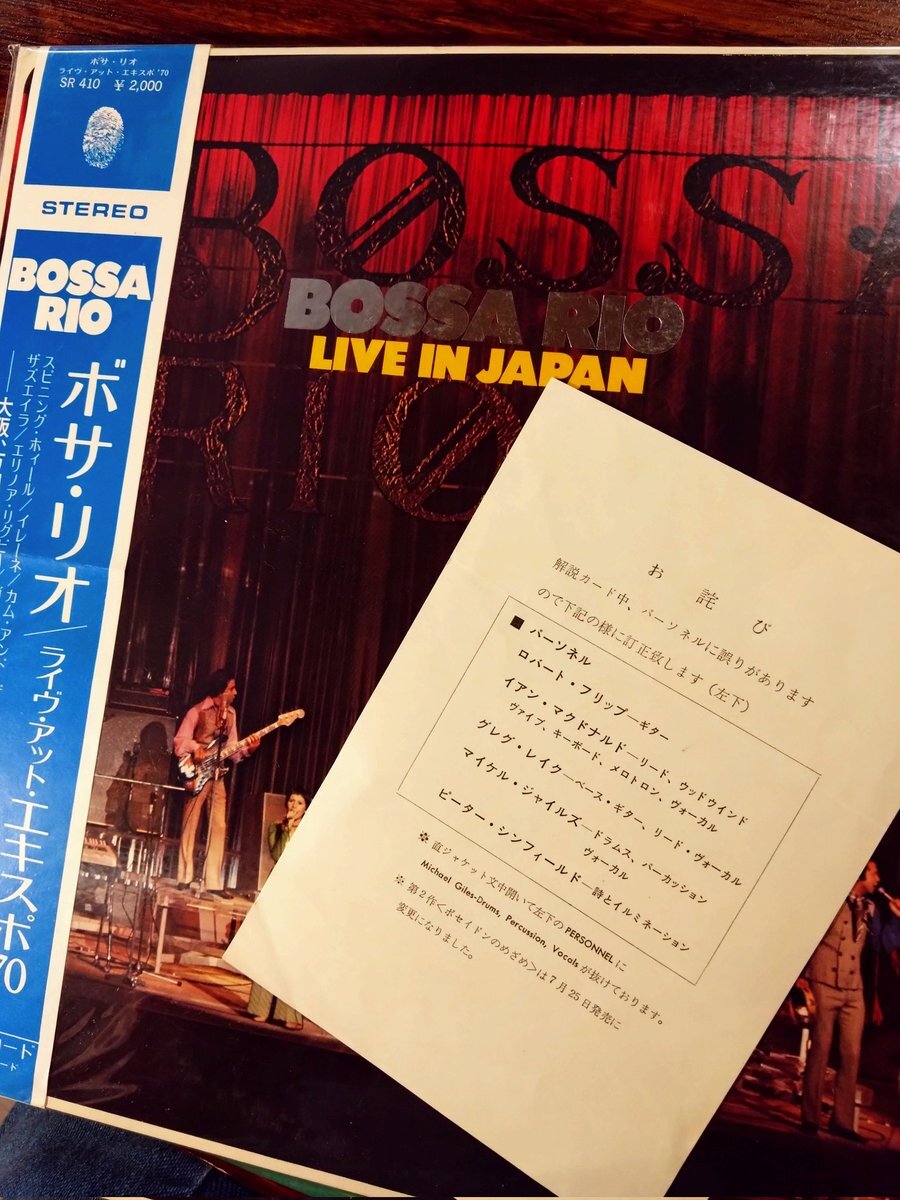 ボサ・リオ
ライヴ・アット・エキスポ'70
SR 410 ¥2,000
STEREO
BOSSA
RIO
ボサ・リオ/ライヴ・アット・エキスポ'70
スピニング・ホイール/イレーネ/カム・アンド
ザズエイラ/エリノア・リグビー
大阪、
コード
ード
BOSSA
RIO
BOSSA RIO
LIVE IN JAPAN
お詫び
解説カード中、パーソネルに誤りがあります
ので下記の様に訂正致します(左下)
■ パーソネル
ロバート・フリップ―ギター
イアン・マクドナルド―リード、ウッドウインド
ヴァイブ、キーボード、メロトロン、ヴォーカル
グレグ・レイク―ベース・ギター、リード・ヴォーカル
マイケル・ジャイルズ―ドラムス、パーカッション
ヴォーカル
ピーター・シンフィールド―詩とイルミネーション
※ 直ジャケット文中開いて左下のPERSONNELに
Michael Giles-Drums, Percussion, Vocals が抜けております。
※ 第2作<ポセイドンのめざめ>は7月25日発売に
変更になりました。